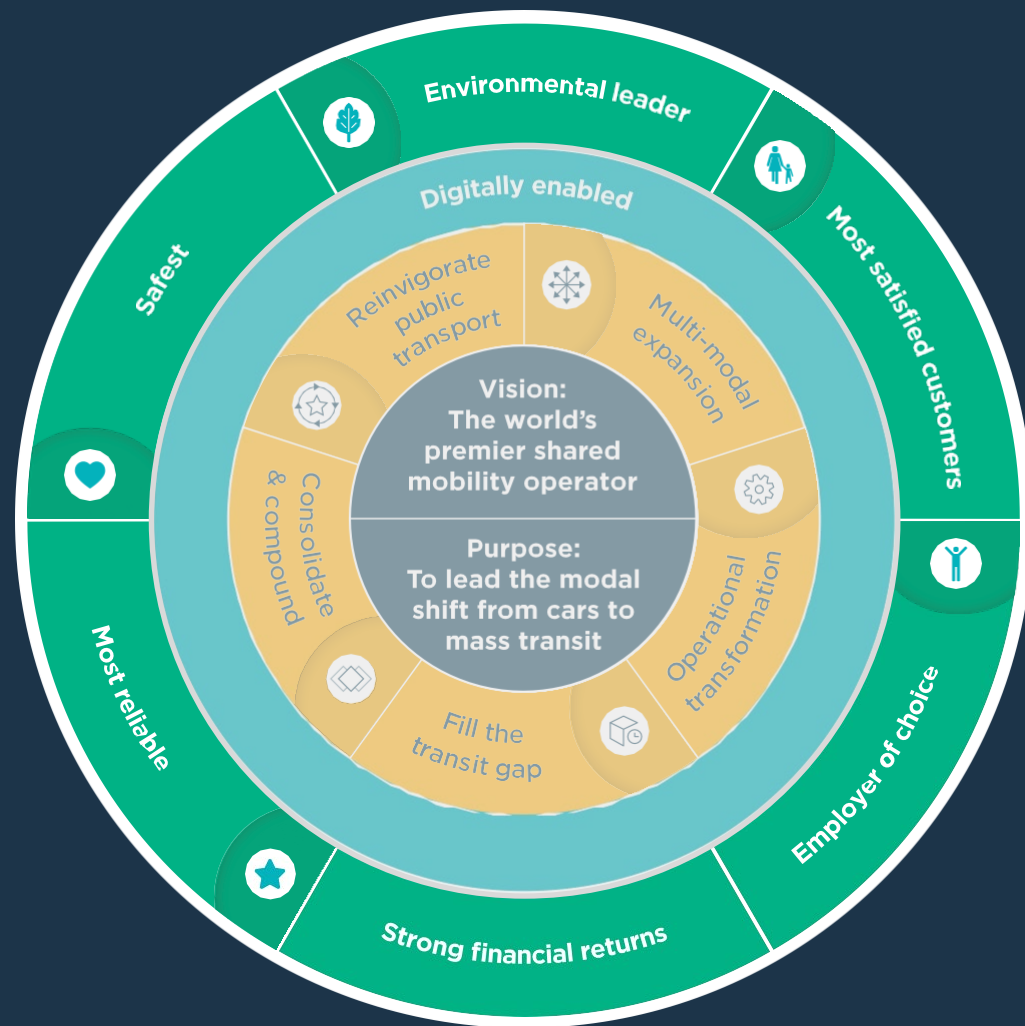 Environmental leader
Most satisfied customers
Employer of choice
Strong financial returns
Most reliable
Safest
Digitally enabled
Reinvigorate
public
transport
Multi-modal
expansion
Operational
transformation
Fill the
transit gap
Consolidate
& compound
Vision:
The world’s
premier shared
mobility operator
Purpose:
To lead the modal
shift from cars to
mass transit